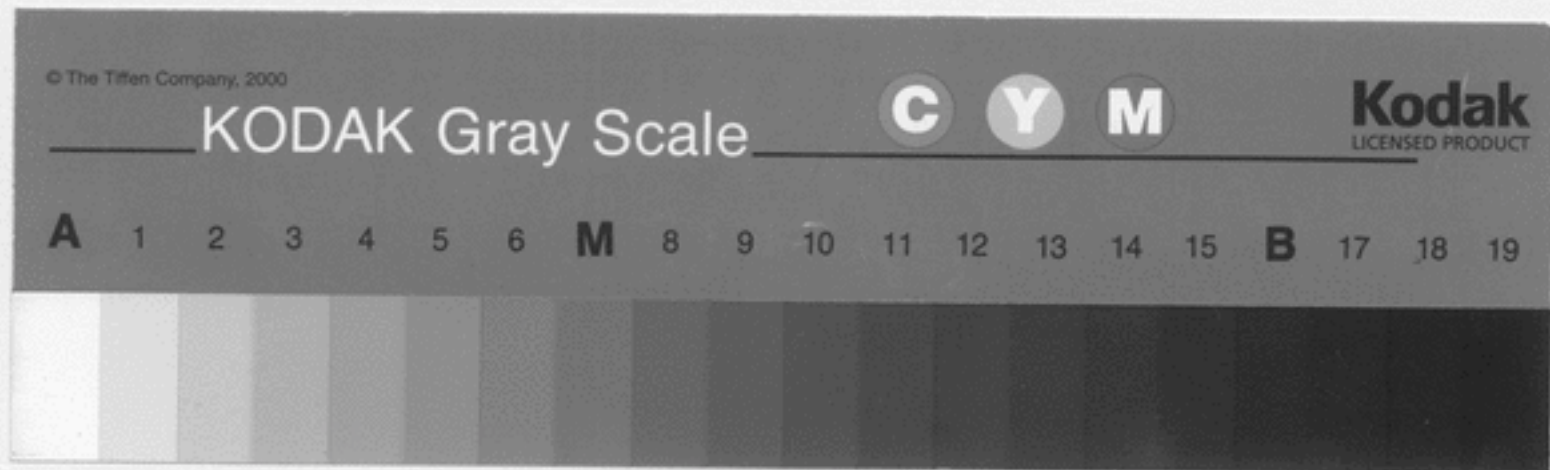 © The Tiffen Company, 2000
KODAK Gray Scale
C Y M
Kodak
LICENSED PRODUCT
A 1 2 3 4 5 6 M 8 9 10 11 12 13 14 15 B 17 18 19